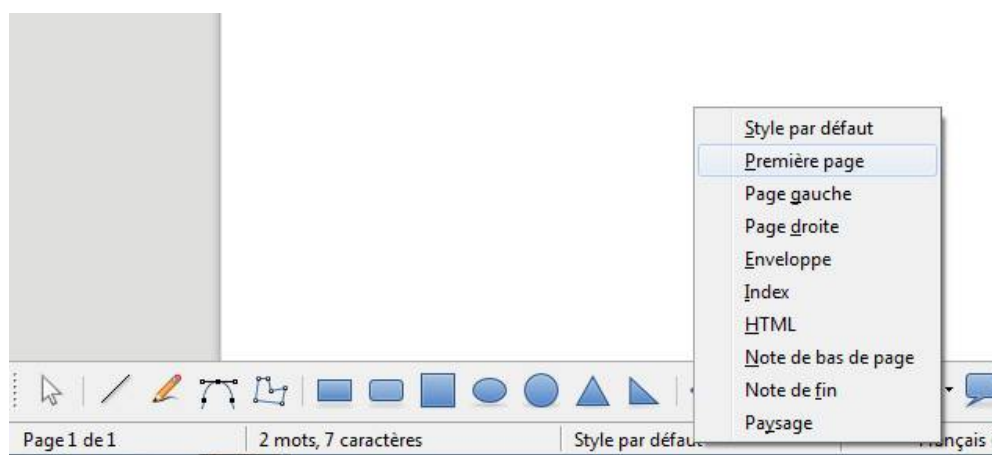 Style par défaut
Première page
Page gauche
Page droite
Enveloppe
Index
HTML
Note de bas de page
Note de fin
Paysage
Page 1 de 1
2 mots, 7 caractères
Style par défaut